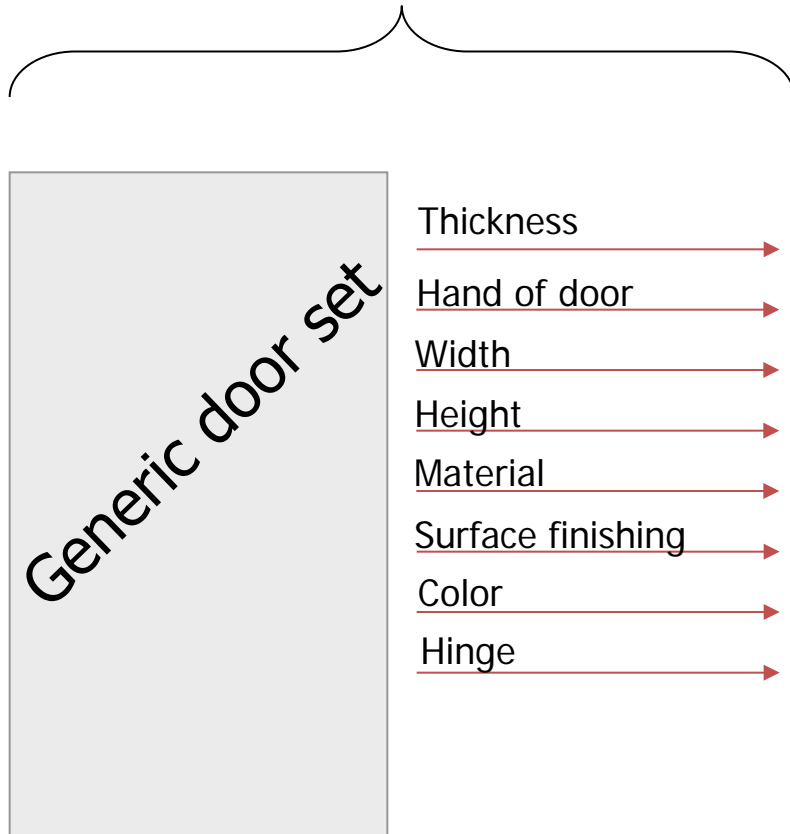 Generic door set
Thickness
Hand of door
Width
Height
Material
Surface finishing
Color
Hinge